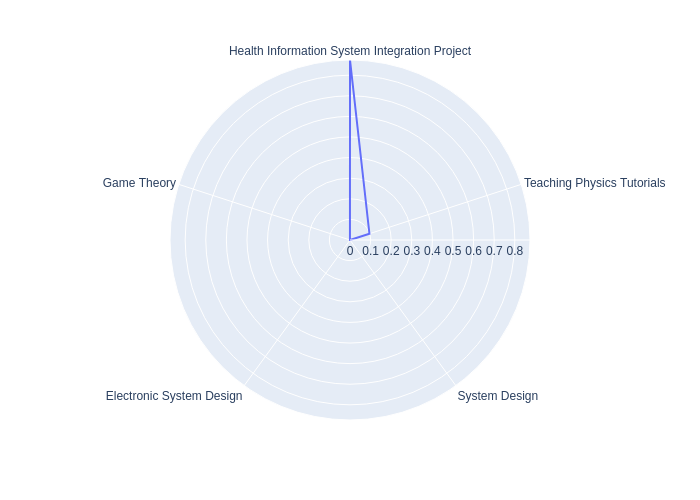 Health Information System Integration Project
Game Theory
Teaching Physics Tutorials
0 0.1 0.2 0.3 0.4 0.5 0.6 0.7 0.8
Electronic System Design
System Design